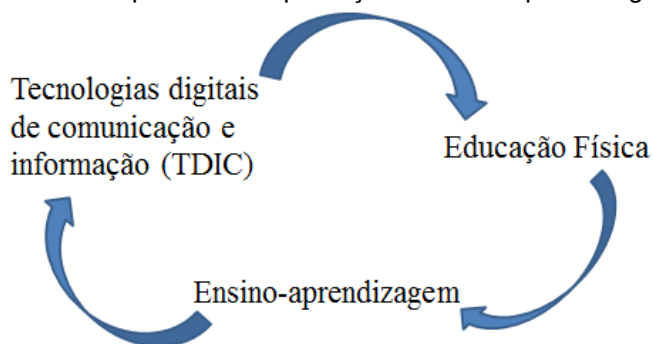 Tecnologias digitais
de comunicação e
informação (TDIC)
Educação Física
Ensino-aprendizagem